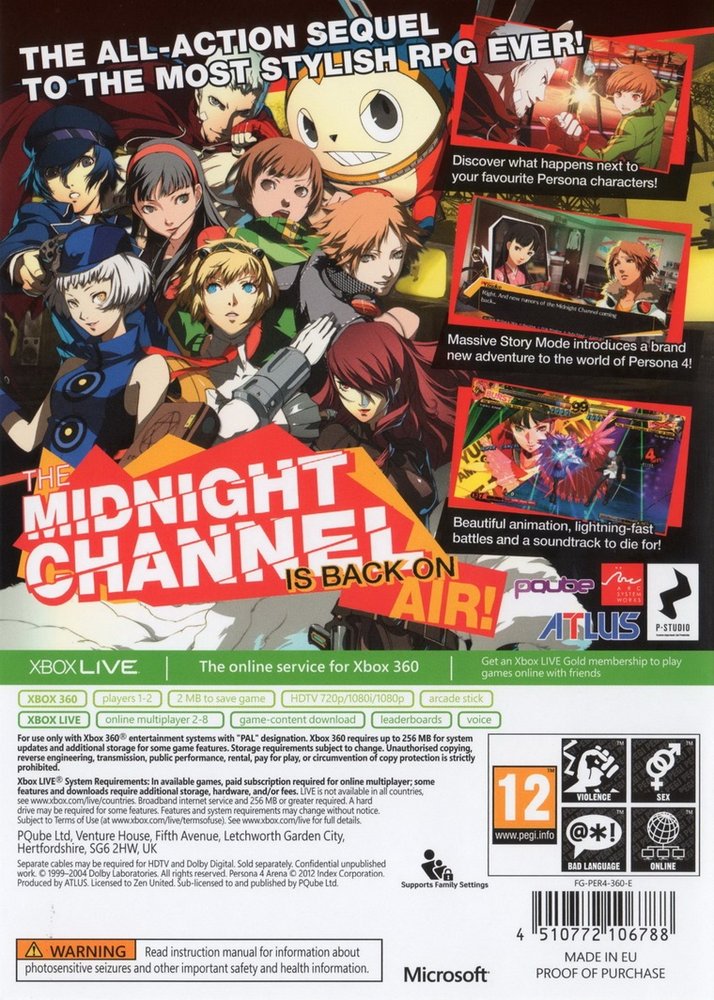 THE ALL-ACTION SEQUEL
TO THE MOST STYLISH RPG EVER!
Discover what happens next to
your favourite Persona characters!
Right. And now rumors of the Midnight Channel coming
back...
Massive Story Mode introduces a brand
new adventure to the world of Persona 4!
BURST
99
4
Beautiful animation, lightning-fast
battles and a soundtrack to die for!
THE
MIDNIGHT
CHANNEL
IS BACK ON
AIR!
PQube
ARC
SYSTEM
WORKS
ATLUS
P-STUDIO
XBOX LIVE
The online service for Xbox 360
Get an Xbox LIVE Gold membership to play
games online with friends
XBOX 360 players 1-2 2 MB to save game HDTV 720p/1080i/1080p arcade stick
XBOX LIVE online multiplayer 2-8 game-content download leaderboards voice
For use only with Xbox 360® entertainment systems with "PAL" designation. Xbox 360 requires up to 256 MB for system
updates and additional storage for some game features. Storage requirements subject to change. Unauthorised copying,
reverse engineering, transmission, public performance, rental, pay for play, or circumvention of copy protection is strictly
prohibited.
Xbox LIVE® System Requirements: In available games, paid subscription required for online multiplayer; some
features and downloads require additional storage, hardware, and/or fees. LIVE is not available in all countries,
see www.xbox.com/live/countries. Broadband internet service and 256 MB or greater required. A hard
drive may be required for some features. Features and system requirements may change without notice.
Subject to Terms of Use (at www.xbox.com/live/termsofuse). See www.xbox.com/live for full details.
PQube Ltd, Venture House, Fifth Avenue, Letchworth Garden City,
Hertfordshire, SG6 2HW, UK
Separate cables may be required for HDTV and Dolby Digital. Sold separately. Confidential unpublished
work. © 1999–2004 Dolby Laboratories. All rights reserved. Persona 4 Arena © 2012 Index Corporation.
Produced by ATLUS. Licensed to Zen United. Sub-licensed to and published by PQube Ltd.
Supports Family Settings
12
www.pegi.info
VIOLENCE
SEX
@*!
BAD LANGUAGE
ONLINE
FG-PER4-360-E
4 510772 106788
MADE IN EU
PROOF OF PURCHASE
WARNING Read instruction manual for information about
photosensitive seizures and other important safety and health information.
Microsoft